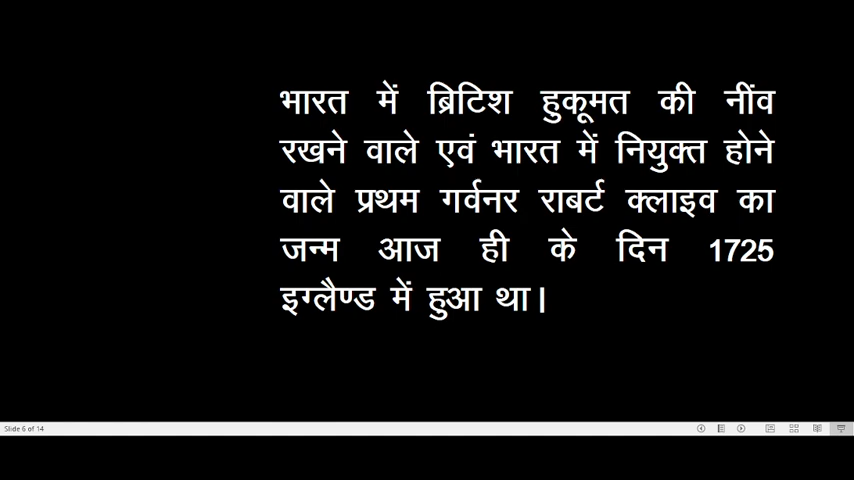 भारत में ब्रिटिश हुकूमत की नींव
रखने वाले एवं भारत में नियुक्त होने
वाले प्रथम गर्वनर राबर्ट क्लाइव का
जन्म आज ही के दिन 1725
इग्लैण्ड में हुआ था।
Slide 6 of 14